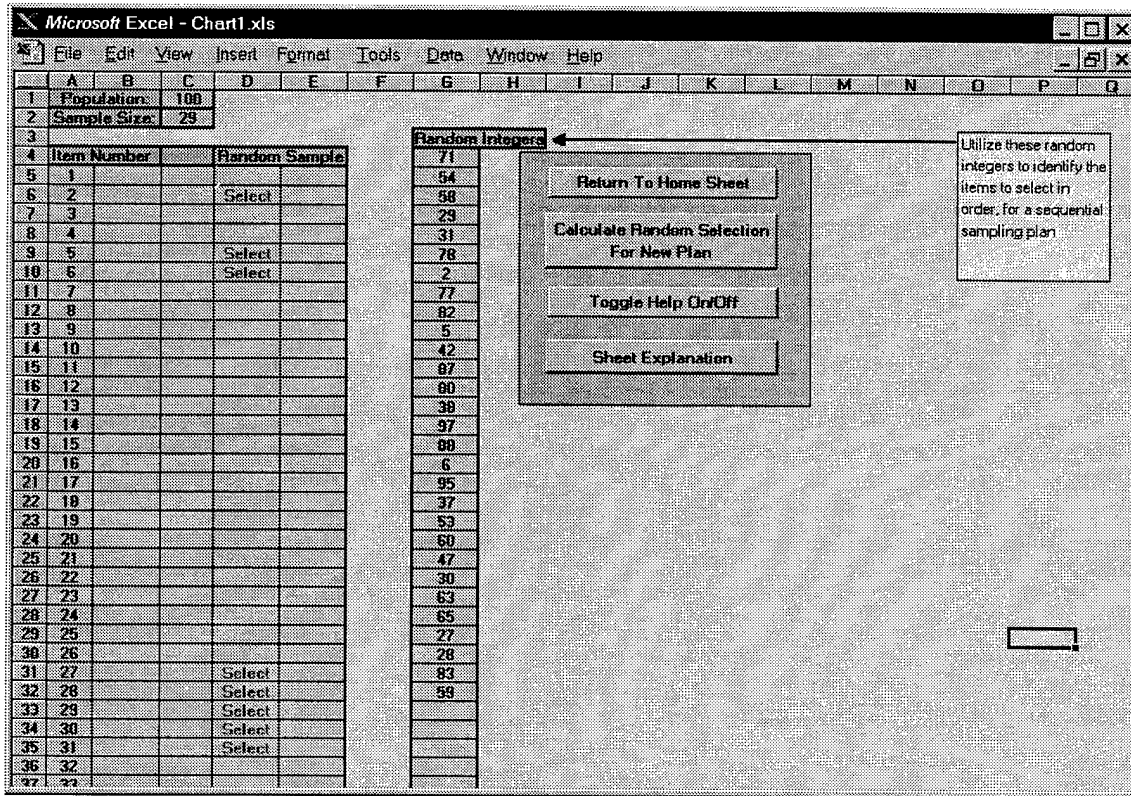 Microsoft Excel - Chart1.xls
File Edit View Insert Format Tools Data Window Help
A B C D E F G H I J K L M N O P Q
1 Population: 100
2 Sample Size: 29
3 Random Integers
4 Item Number Random Sample 71
5 1 54
6 2 Select 58
7 3 29
8 4 31
9 5 Select 78
10 6 Select 2
11 7 77
12 8 82
13 9 5
14 10 42
15 11 87
16 12
17 13
18 14 97
19 15
20 16 6
21 17 95
22 18 37
23 19 53
24 20 60
25 21 47
26 22 30
27 23 63
28 24 65
29 25 27
30 26 28
31 27 Select 83
32 28 Select 59
33 29 Select
34 30 Select
35 31 Select
36 32
37 33
Return To Home Sheet
Calculate Random Selection
For New Plan
Toggle Help On/Off
Sheet Explanation
Utilize these random
integers to identify the
items to select in
order, for a sequential
sampling plan